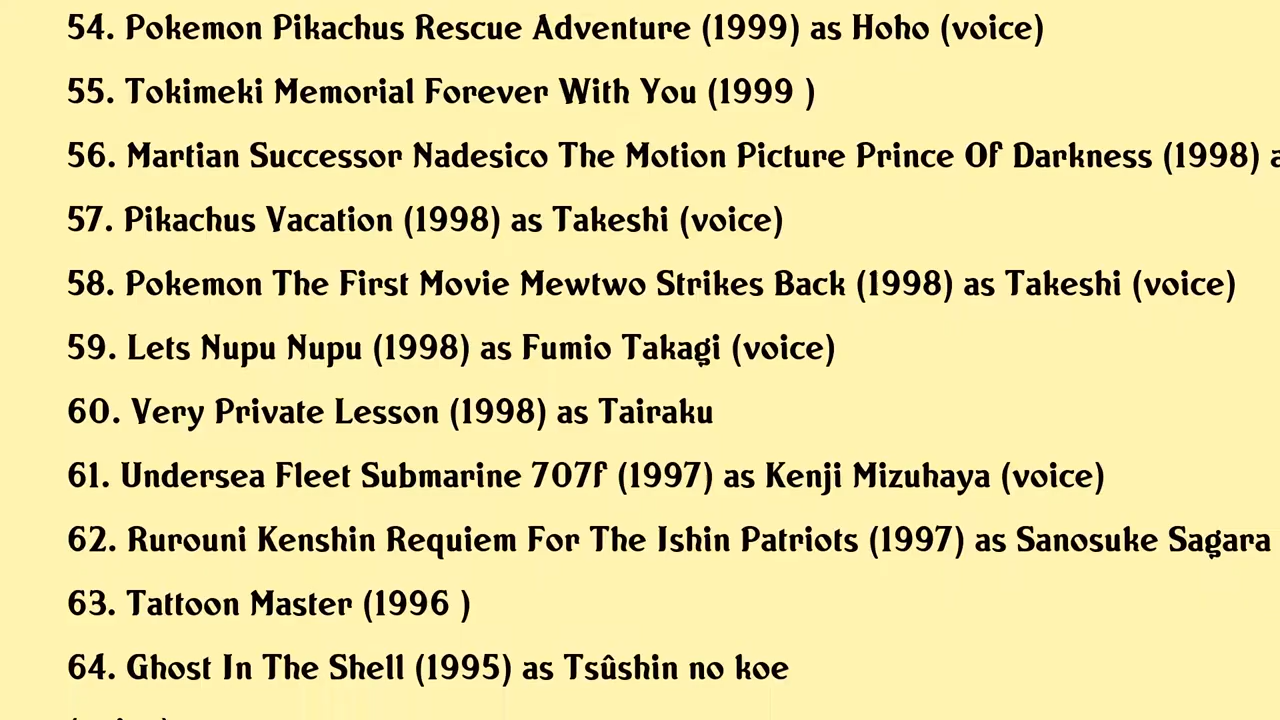 54. Pokemon Pikachus Rescue Adventure (1999) as Hoho (voice)
55. Tokimeki Memorial Forever With You (1999 )
56. Martian Successor Nadesico The Motion Picture Prince Of Darkness (1998)
57. Pikachus Vacation (1998) as Takeshi (voice)
58. Pokemon The First Movie Mewtwo Strikes Back (1998) as Takeshi (voice)
59. Lets Nupu Nupu (1998) as Fumio Takagi (voice)
60. Very Private Lesson (1998) as Tairaku
61. Undersea Fleet Submarine 707f (1997) as Kenji Mizuhaya (voice)
62. Rurouni Kenshin Requiem For The Ishin Patriots (1997) as Sanosuke Sagara
63. Tattoon Master (1996 )
64. Ghost In The Shell (1995) as Tsûshin no koe